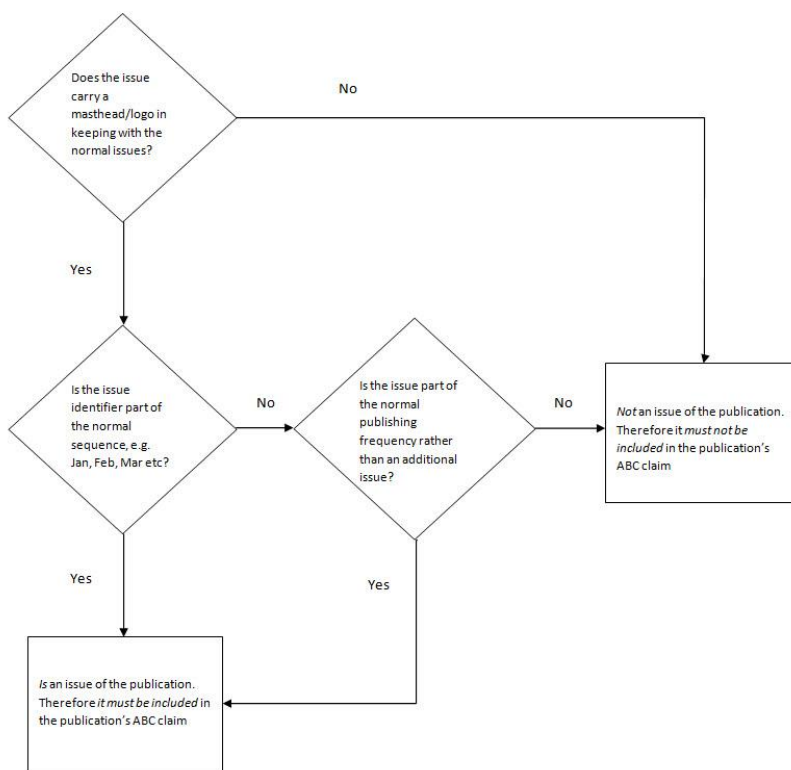 Does the issue
carry a
masthead/logo in
keeping with the
normal issues?
No
Yes
Is the issue
identifier part of
the normal
sequence, e.g.
Jan, Feb, Mar etc?
No
Is the issue part of
the normal
publishing
frequency rather
than an additional
issue?
No
Not an issue of the publication.
Therefore it must not be
included in the publication's
ABC claim
Yes
Yes
Is an issue of the publication.
Therefore it must be included in
the publication's ABC claim